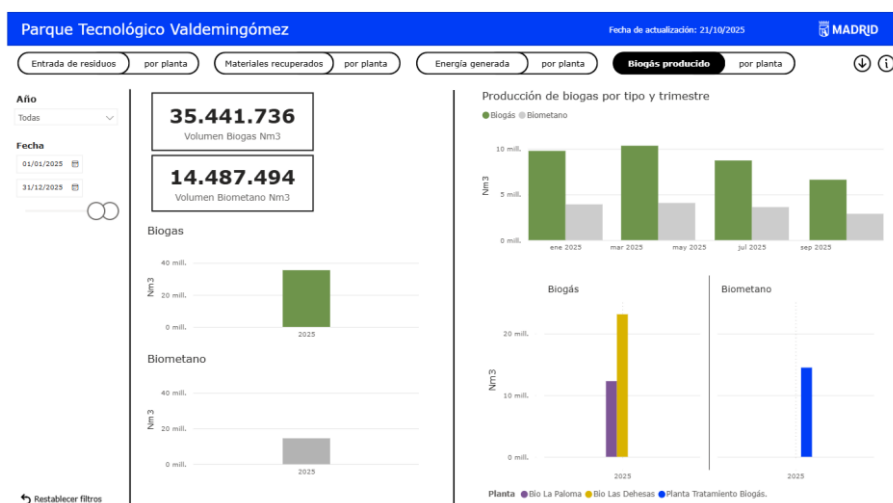 Parque Tecnológico Valdemingómez
Fecha de actualización: 21/10/2025
MADRID
Entrada de residuos
por planta
Materiales recuperados
por planta
Energía generada
por planta
Biogás producido
por planta
Año
Todas
Fecha
01/01/2025
31/12/2025
Restablecer filtros
35.441.736
Volumen Biogas Nm3
14.487.494
Volumen Biometano Nm3
Biogas
Nm3
40 mill.
20 mill.
0 mill.
2025
Biometano
Nm3
40 mill.
20 mill.
0 mill.
2025
Producción de biogas por tipo y trimestre
Biogás Biometano
Nm3
10 mill.
5 mill.
0 mill.
ene 2025 mar 2025 may 2025 jul 2025 sep 2025
Biogás
Biometano
Nm3
20 mill.
10 mill.
0 mill.
2025
2025
Planta Bio La Paloma Bio Las Dehesas Planta Tratamiento Biogás.